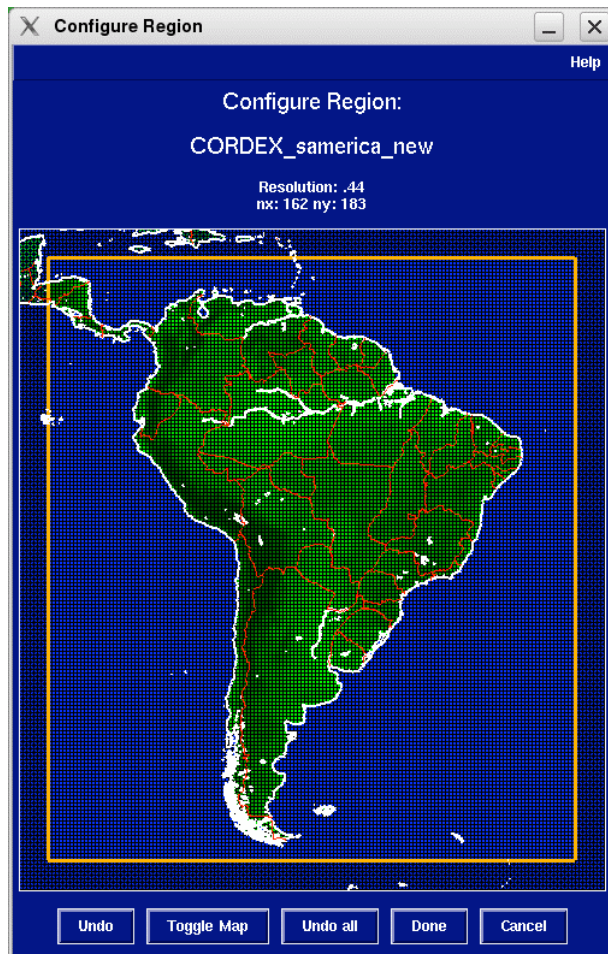 Configure Region
Help
Configure Region:
CORDEX_samerica_new
Resolution: .44
nx: 162 ny: 183
Undo
Toggle Map
Undo all
Done
Cancel